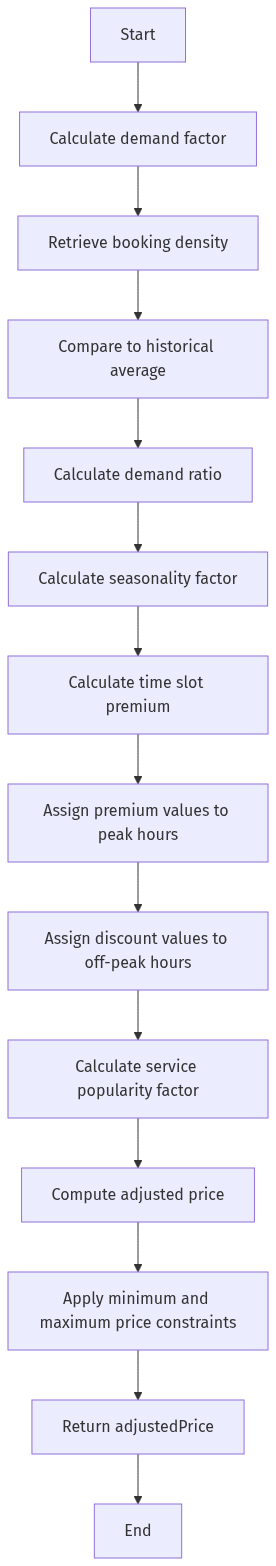 Start
Calculate demand factor
Retrieve booking density
Compare to historical
average
Calculate demand ratio
Calculate seasonality factor
Calculate time slot
premium
Assign premium values to
peak hours
Assign discount values to
off-peak hours
Calculate service
popularity factor
Compute adjusted price
Apply minimum and
maximum price constraints
Return adjustedPrice
End